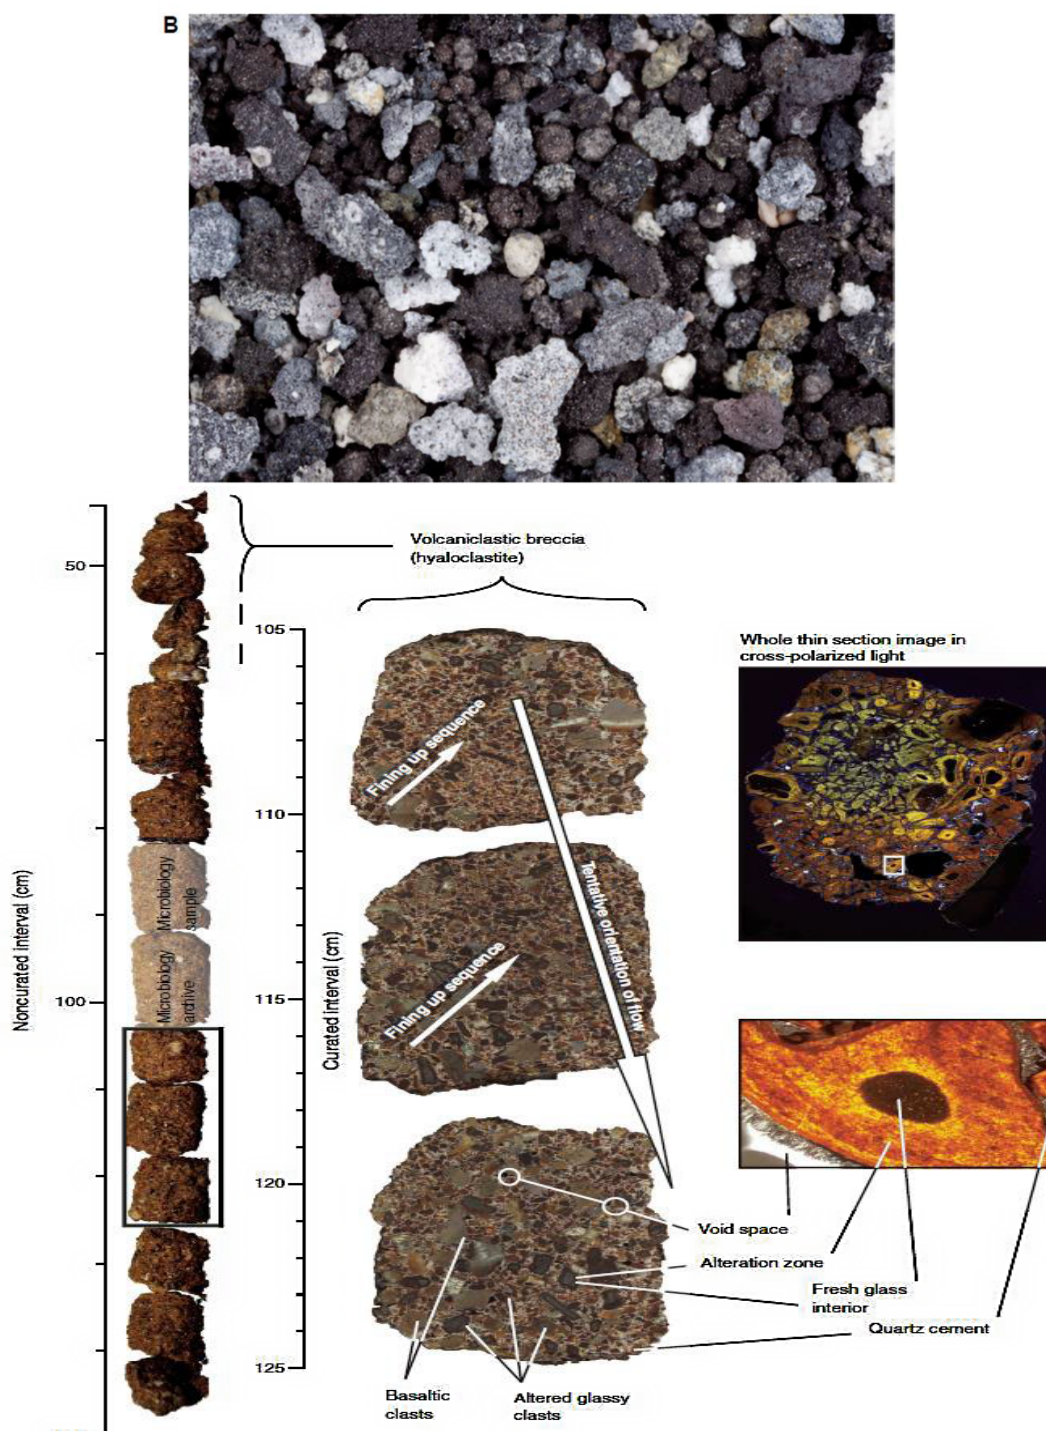 B
Volcaniclastic breccia
(hyaloclastite)
50
100
Noncurated interval (cm)
Microbiology
sample
Microbiology
archive
105
110
115
120
125
Curated interval (cm)
Fining up sequence
Fining up sequence
Tentative orientation of flow
Whole thin section image in
cross-polarized light
Void space
Alteration zone
Fresh glass
interior
Quartz cement
Basaltic
clasts
Altered glassy
clasts